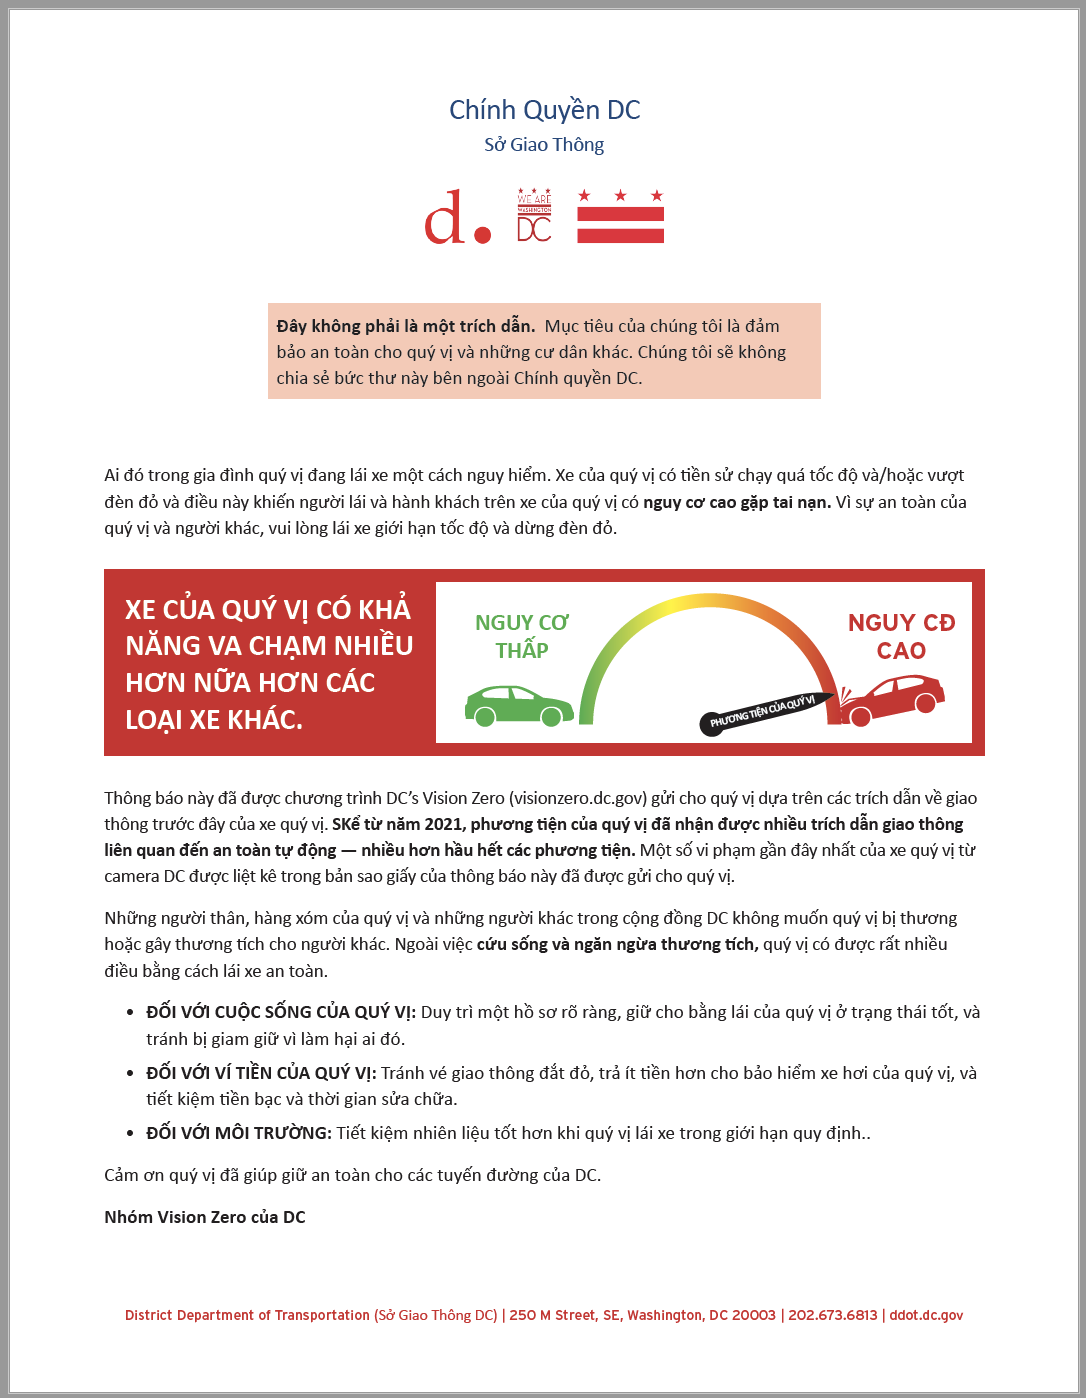 Chính Quyền DC
Sở Giao Thông
d.
WE ARE
WASHINGTON
DC
Đây không phải là một trích dẫn. Mục tiêu của chúng tôi là đảm
bảo an toàn cho quý vị và những cư dân khác. Chúng tôi sẽ không
chia sẻ bức thư này bên ngoài Chính quyền DC.
Ai đó trong gia đình quý vị đang lái xe một cách nguy hiểm. Xe của quý vị có tiền sử chạy quá tốc độ và/hoặc vượt
đèn đỏ và điều này khiến người lái và hành khách trên xe của quý vị có nguy cơ cao gặp tai nạn. Vì sự an toàn của
quý vị và người khác, vui lòng lái xe giới hạn tốc độ và dừng đèn đỏ.
XE CỦA QUÝ VỊ CÓ KHẢ
NĂNG VA CHẠM NHIỀU
HƠN NỮA HƠN CÁC
LOẠI XE KHÁC.
NGUY CƠ
THẤP
NGUY CĐ
CAO
PHƯƠNG TIỆN CỦA QUÝ VỊ
Thông báo này đã được chương trình DC’s Vision Zero (visionzero.dc.gov) gửi cho quý vị dựa trên các trích dẫn về giao
thông trước đây của xe quý vị. SKể từ năm 2021, phương tiện của quý vị đã nhận được nhiều trích dẫn giao thông
liên quan đến an toàn tự động — nhiều hơn hầu hết các phương tiện. Một số vi phạm gần đây nhất của xe quý vị từ
camera DC được liệt kê trong bản sao giấy của thông báo này đã được gửi cho quý vị.
Những người thân, hàng xóm của quý vị và những người khác trong cộng đồng DC không muốn quý vị bị thương
hoặc gây thương tích cho người khác. Ngoài việc cứu sống và ngăn ngừa thương tích, quý vị có được rất nhiều
điều bằng cách lái xe an toàn.
• ĐỐI VỚI CUỘC SỐNG CỦA QUÝ VỊ: Duy trì một hồ sơ rõ ràng, giữ cho bằng lái của quý vị ở trạng thái tốt, và
tránh bị giam giữ vì làm hại ai đó.
• ĐỐI VỚI VÍ TIỀN CỦA QUÝ VỊ: Tránh vé giao thông đắt đỏ, trả ít tiền hơn cho bảo hiểm xe hơi của quý vị, và
tiết kiệm tiền bạc và thời gian sửa chữa.
• ĐỐI VỚI MÔI TRƯỜNG: Tiết kiệm nhiên liệu tốt hơn khi quý vị lái xe trong giới hạn quy định..
Cảm ơn quý vị đã giúp giữ an toàn cho các tuyến đường của DC.
Nhóm Vision Zero của DC
District Department of Transportation (Sở Giao Thông DC) | 250 M Street, SE, Washington, DC 20003 | 202.673.6813 | ddot.dc.gov